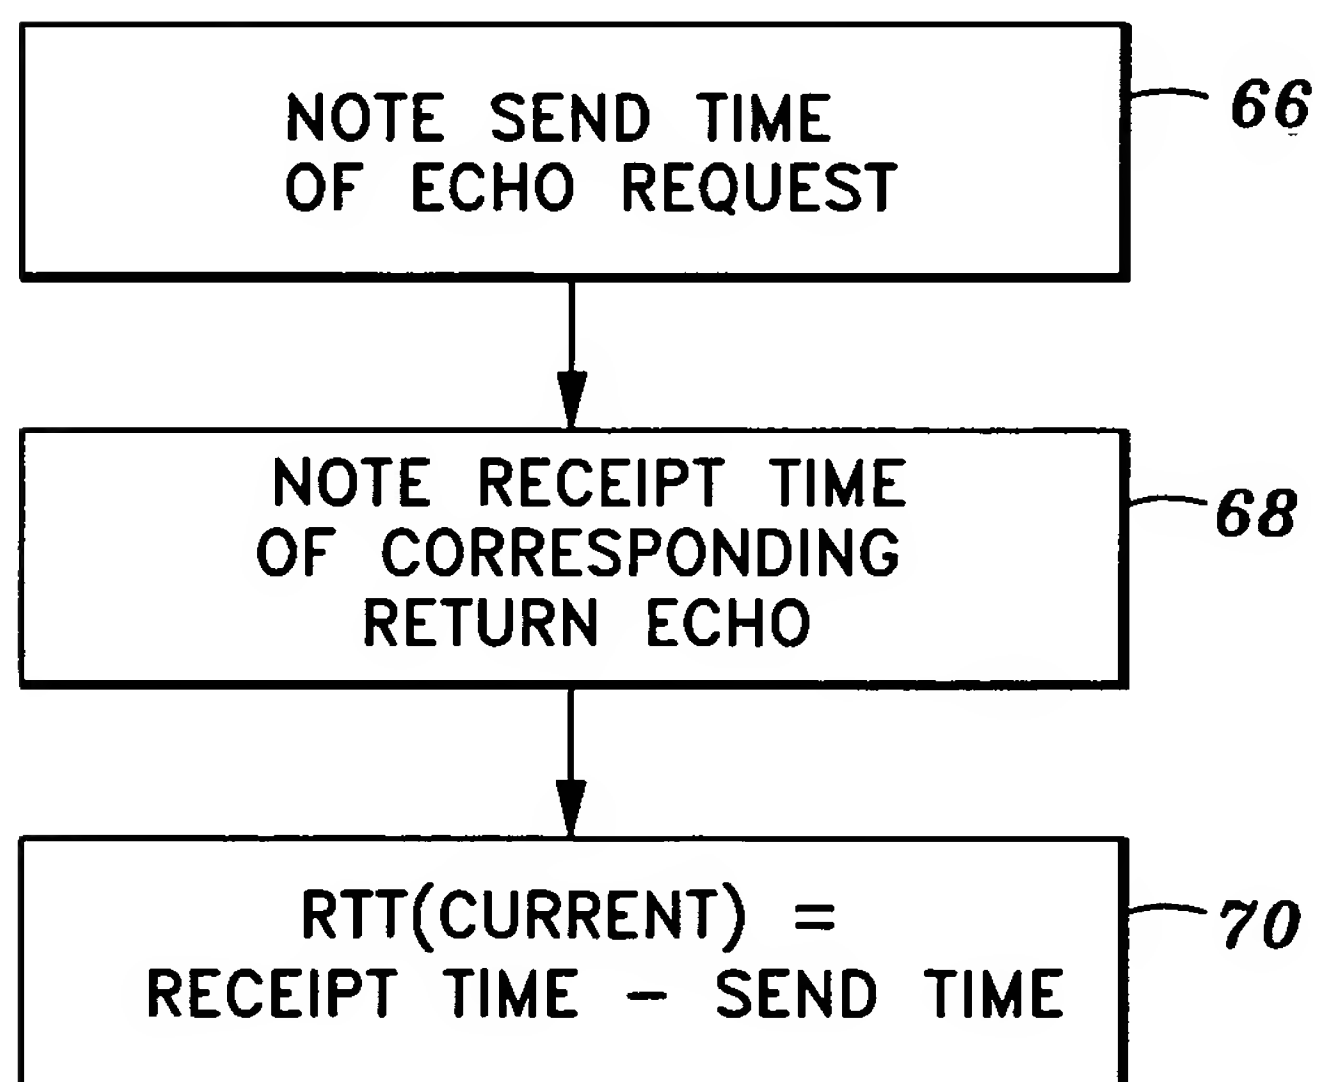 NOTE SEND TIME
OF ECHO REQUEST
66
NOTE RECEIPT TIME
OF CORRESPONDING
RETURN ECHO
68
RTT(CURRENT) =
RECEIPT TIME – SEND TIME
70